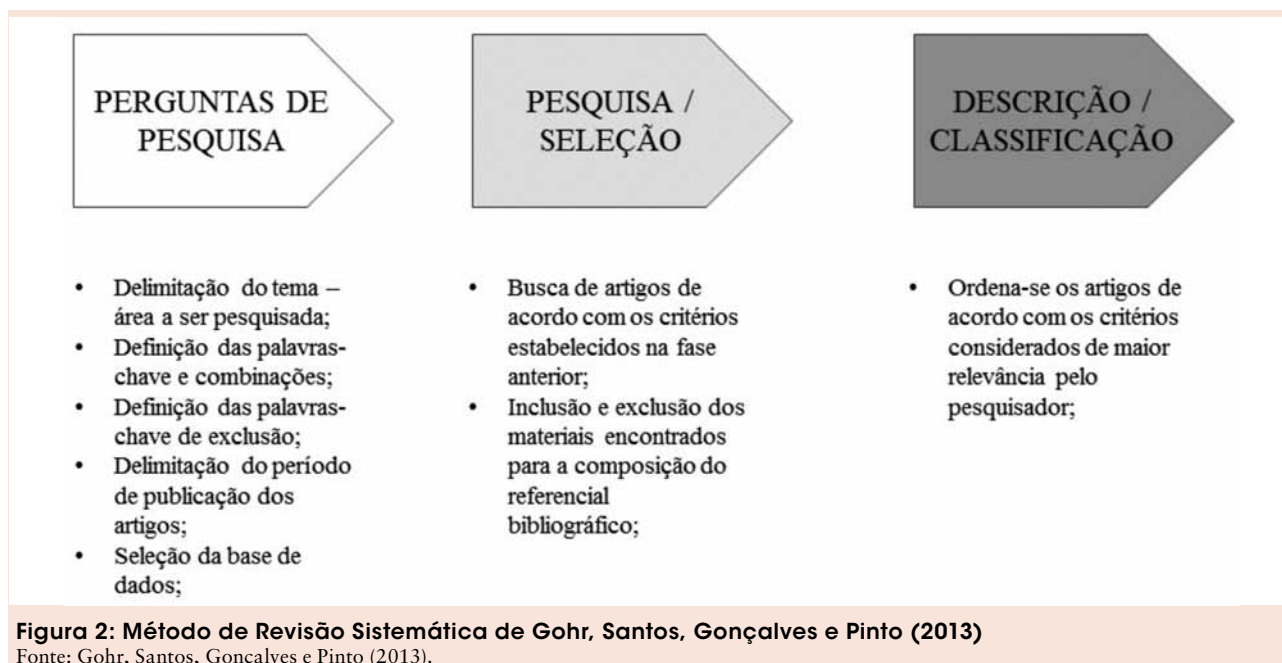 PERGUNTAS DE
PESQUISA
• Delimitação do tema –
área a ser pesquisada;
• Definição das palavras-
chave e combinações;
• Definição das palavras-
chave de exclusão;
• Delimitação do período
de publicação dos
artigos;
• Seleção da base de
dados;
PESQUISA /
SELEÇÃO
• Busca de artigos de
acordo com os critérios
estabelecidos na fase
anterior;
• Inclusão e exclusão dos
materiais encontrados
para a composição do
referencial
bibliográfico;
DESCRIÇÃO /
CLASSIFICAÇÃO
• Ordena-se os artigos de
acordo com os critérios
considerados de maior
relevância pelo
pesquisador;
Figura 2: Método de Revisão Sistemática de Gohr, Santos, Gonçalves e Pinto (2013)
Fonte: Gohr, Santos, Gonçalves e Pinto (2013).